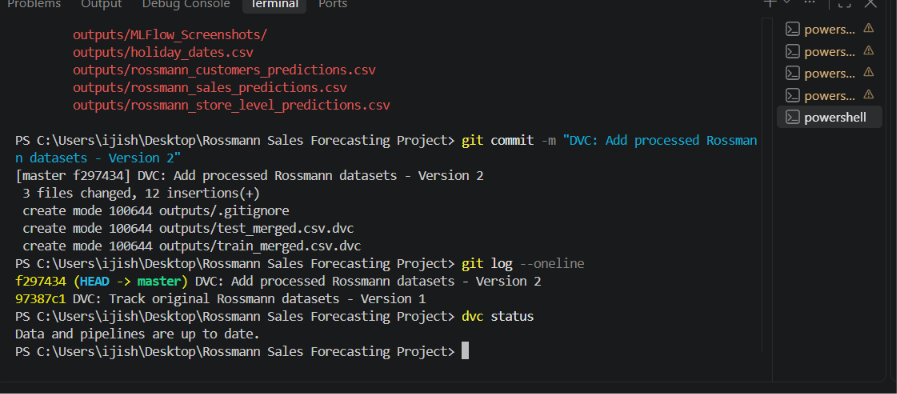 Problems Output Debug Console Terminal Ports
outputs/MLFlow_Screenshots/
outputs/holiday_dates.csv
outputs/rossmann_customers_predictions.csv
outputs/rossmann_sales_predictions.csv
outputs/rossmann_store_level_predictions.csv
PS C:\Users\ijish\Desktop\Rossmann Sales Forecasting Project> git commit -m "DVC: Add processed Rossman
n datasets - Version 2"
[master f297434] DVC: Add processed Rossmann datasets - Version 2
3 files changed, 12 insertions(+)
create mode 100644 outputs/.gitignore
create mode 100644 outputs/test_merged.csv.dvc
create mode 100644 outputs/train_merged.csv.dvc
PS C:\Users\ijish\Desktop\Rossmann Sales Forecasting Project> git log --oneline
f297434 (HEAD -> master) DVC: Add processed Rossmann datasets - Version 2
97387c1 DVC: Track original Rossmann datasets - Version 1
PS C:\Users\ijish\Desktop\Rossmann Sales Forecasting Project> dvc status
Data and pipelines are up to date.
PS C:\Users\ijish\Desktop\Rossmann Sales Forecasting Project>
powers...
powers...
powers...
powers...
powershell